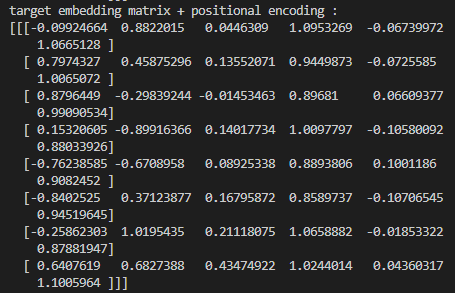 target embedding matrix + positional encoding :
[[[-0.09924664  0.8822015   0.0446309   1.0953269  -0.06739972
    1.0665128 ]
  [ 0.7974327   0.45875296  0.13552071  0.9449873  -0.0725585
    1.0065072 ]
  [ 0.8796449  -0.29839244 -0.01453463  0.89681     0.06609377
    0.99090534]
  [ 0.15320605 -0.89916366  0.14017734  1.0097797  -0.10580092
    0.88033926]
  [-0.76238585 -0.6708958   0.08925338  0.8893806   0.1001186
    0.9082452 ]
  [-0.8402525   0.37123877  0.16795872  0.8589737  -0.10706545
    0.94519645]
  [-0.25862303  1.0195435   0.21118075  1.0658882  -0.01853322
    0.87881947]
  [ 0.6407619   0.6827388   0.43474922  1.0244014   0.04360317
    1.1005964 ]]]